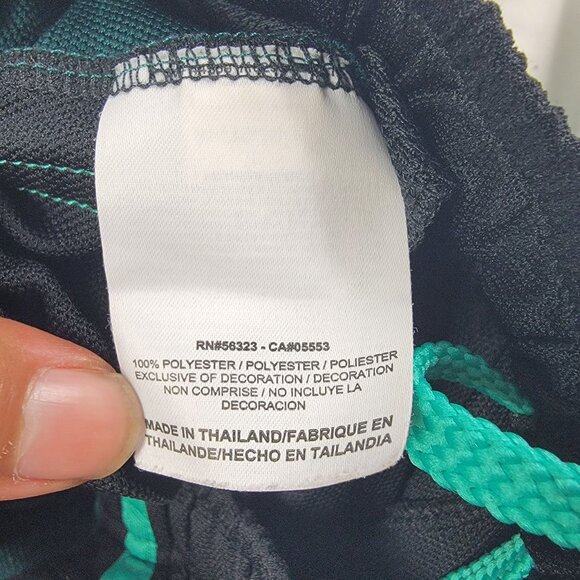 RN#56323 - CA#05553
100% POLYESTER / POLYESTER / POLIESTER
EXCLUSIVE OF DECORATION / DECORATION
NON COMPRISE / NO INCLUYE LA
DECORACION
MADE IN THAILAND/FABRIQUE EN
THAILANDE/HECHO EN TAILANDIA